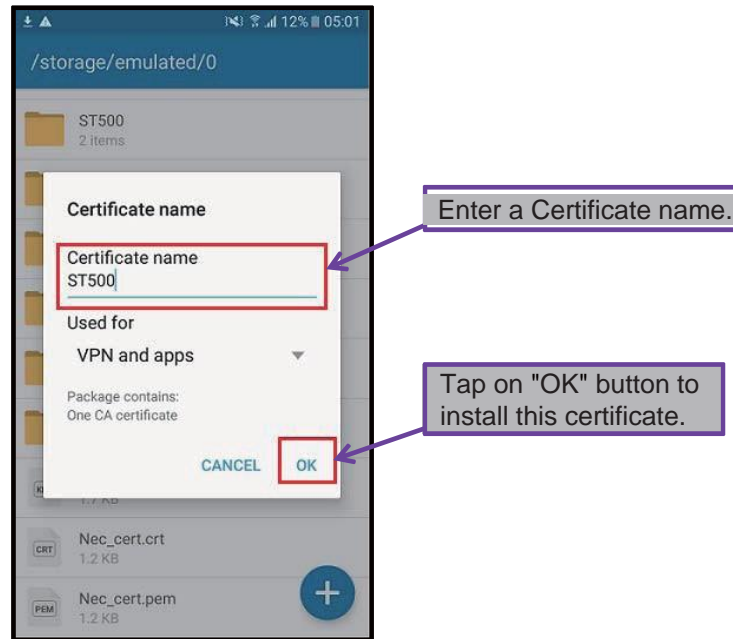 12% 05:01
/storage/emulated/0
ST500
2 items
Certificate name
Certificate name
ST500
Used for
VPN and apps
Package contains:
One CA certificate
CANCEL OK
1.7 KB
CRT
Nec_cert.crt
1.2 KB
PEM
Nec_cert.pem
1.2 KB
+
Enter a Certificate name.
Tap on "OK" button to
install this certificate.